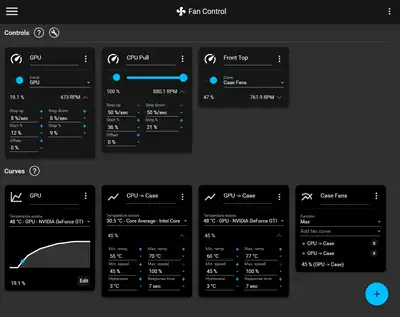 Fan Control
Controls
GPU
Curve
GPU
19.1 % 473 RPM
Step up Step down
8 %/sec 8 %/sec
Start % Stop %
12 % 9 %
Offset
0 %
CPU Pull
100 % 880.1 RPM
Step up Step down
50 %/sec 50 %/sec
Start % Stop %
36 % 21 %
Offset
0 %
Front Top
Curve
Case Fans
47 % 761.9 RPM
Curves
GPU
Temperature source
48 °C - GPU - NVIDIA GeForce GT)
19.1 %
Edit
CPU -> Case
Temperature source
30.5 °C - Core Average - Intel Core
45 %
Min. temp. Max. temp.
55 °C 70 °C
Min. speed Max. speed
45 % 100 %
Hysteresis Response time
3 °C 7 sec
GPU -> Case
Temperature source
48 °C - GPU - NVIDIA GeForce GT)
45 %
Min. temp. Max. temp.
60 °C 77 °C
Min. speed Max. speed
45 % 100 %
Hysteresis Response time
3 °C 7 sec
Case Fans
Function
Max
Add fan curve
CPU -> Case X
GPU -> Case X
45 % (GPU -> Case)